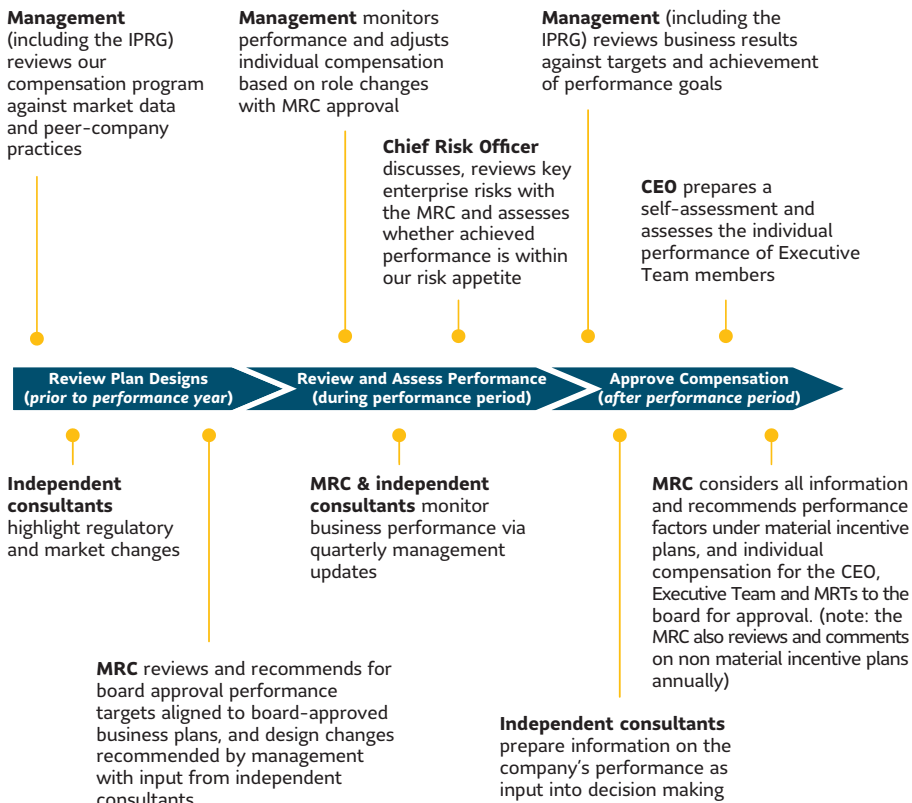 Management
(including the IPRG)
reviews our
compensation program
against market data
and peer-company
practices
Management monitors
performance and adjusts
individual compensation
based on role changes
with MRC approval
Chief Risk Officer
discusses, reviews key
enterprise risks with
the MRC and assesses
whether achieved
performance is within
our risk appetite
Management (including the
IPRG) reviews business results
against targets and achievement
of performance goals
CEO prepares a
self-assessment and
assesses the individual
performance of Executive
Team members
Review Plan Designs
(prior to performance year)
Review and Assess Performance
(during performance period)
Approve Compensation
(after performance period)
Independent
consultants
highlight regulatory
and market changes
MRC reviews and recommends for
board approval performance
targets aligned to board-approved
business plans, and design changes
recommended by management
with input from independent
consultants
MRC & independent
consultants monitor
business performance via
quarterly management
updates
Independent consultants
prepare information on the
company's performance as
input into decision making
MRC considers all information
and recommends performance
factors under material incentive
plans, and individual
compensation for the CEO,
Executive Team and MRTs to the
board for approval. (note: the
MRC also reviews and comments
on non material incentive plans
annually)